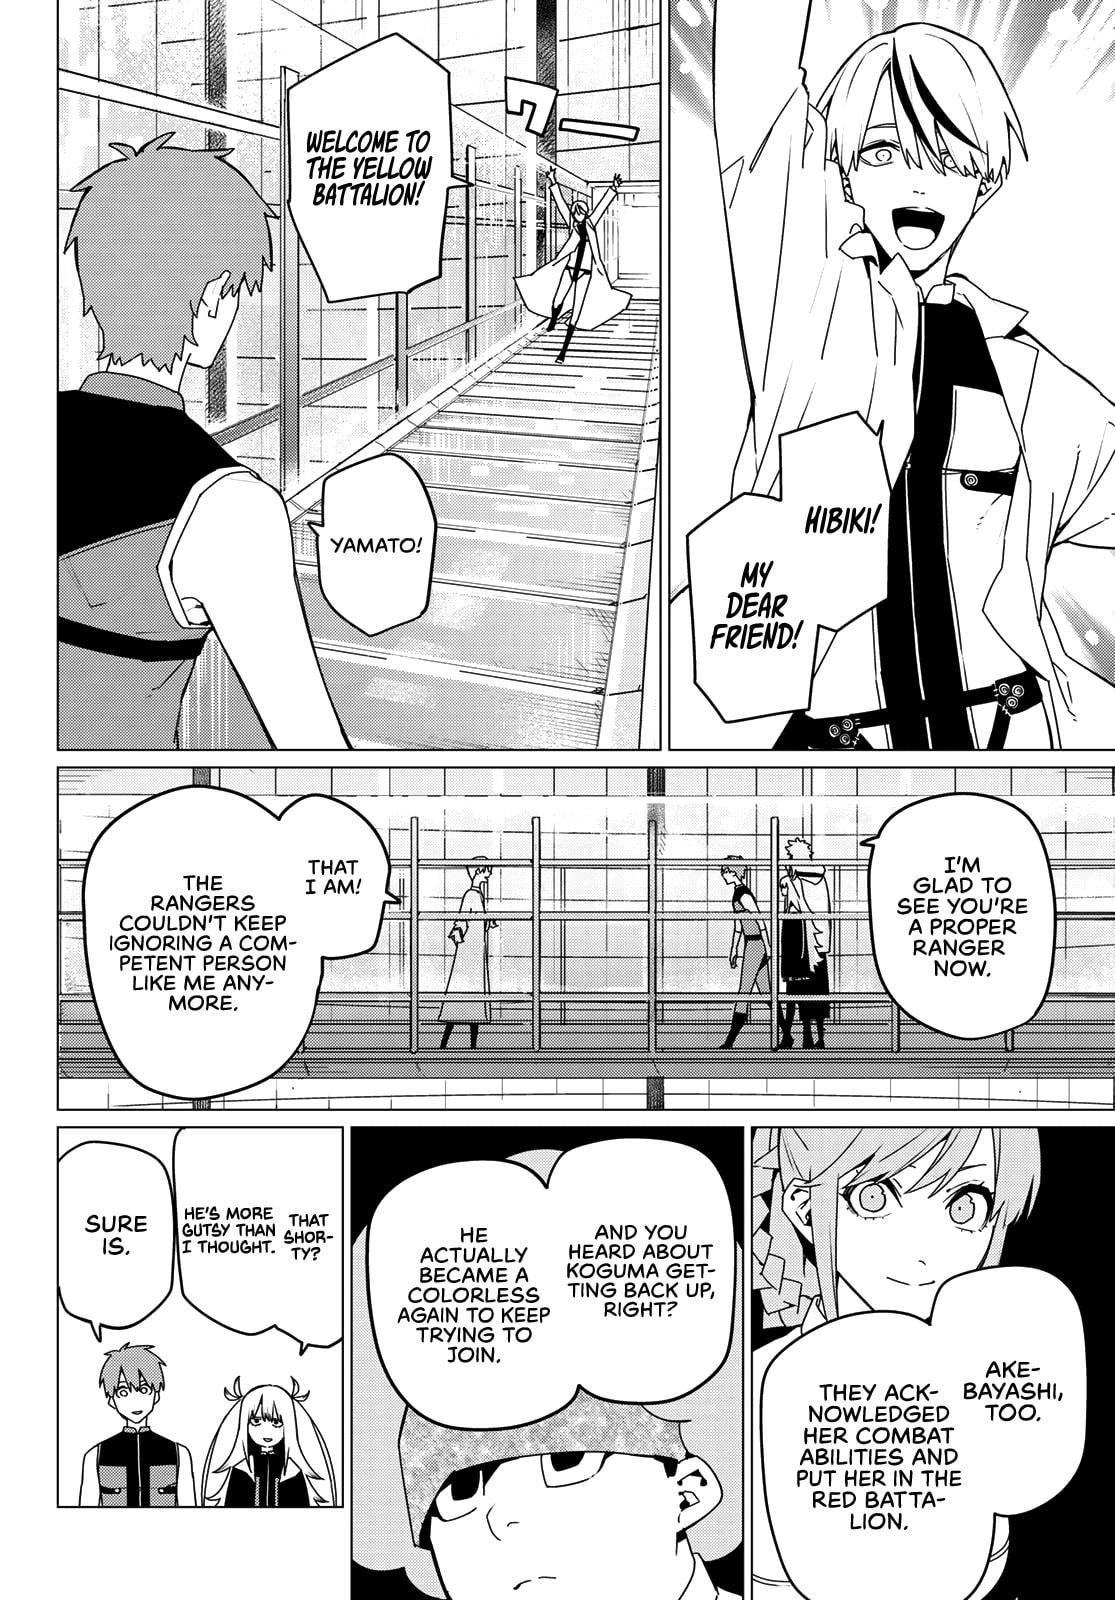 HIBIKI!
MY
DEAR
FRIEND!
WELCOME TO
THE YELLOW
BATTALION!
ワー
YAMATO!
I'M
GLAD TO
SEE YOU'RE
A PROPER
RANGER
NOW.
THAT
I AM!
THE
RANGERS
COULDN'T KEEP
IGNORING A COM-
PETENT PERSON
LIKE ME ANY-
MORE.
AKE-
BAYASHI,
TOO.
THEY ACK-
NOWLEDGED
HER COMBAT
ABILITIES AND
PUT HER IN THE
RED BATTA-
LION.
AND YOU
HEARD ABOUT
KOGUMA GET-
TING BACK UP,
RIGHT?
HE
ACTUALLY
BECAME A
COLORLESS
AGAIN TO KEEP
TRYING TO
JOIN.
THAT
SHOR-
TY?
HE'S MORE
GUTSY THAN
I THOUGHT.
SURE
IS.